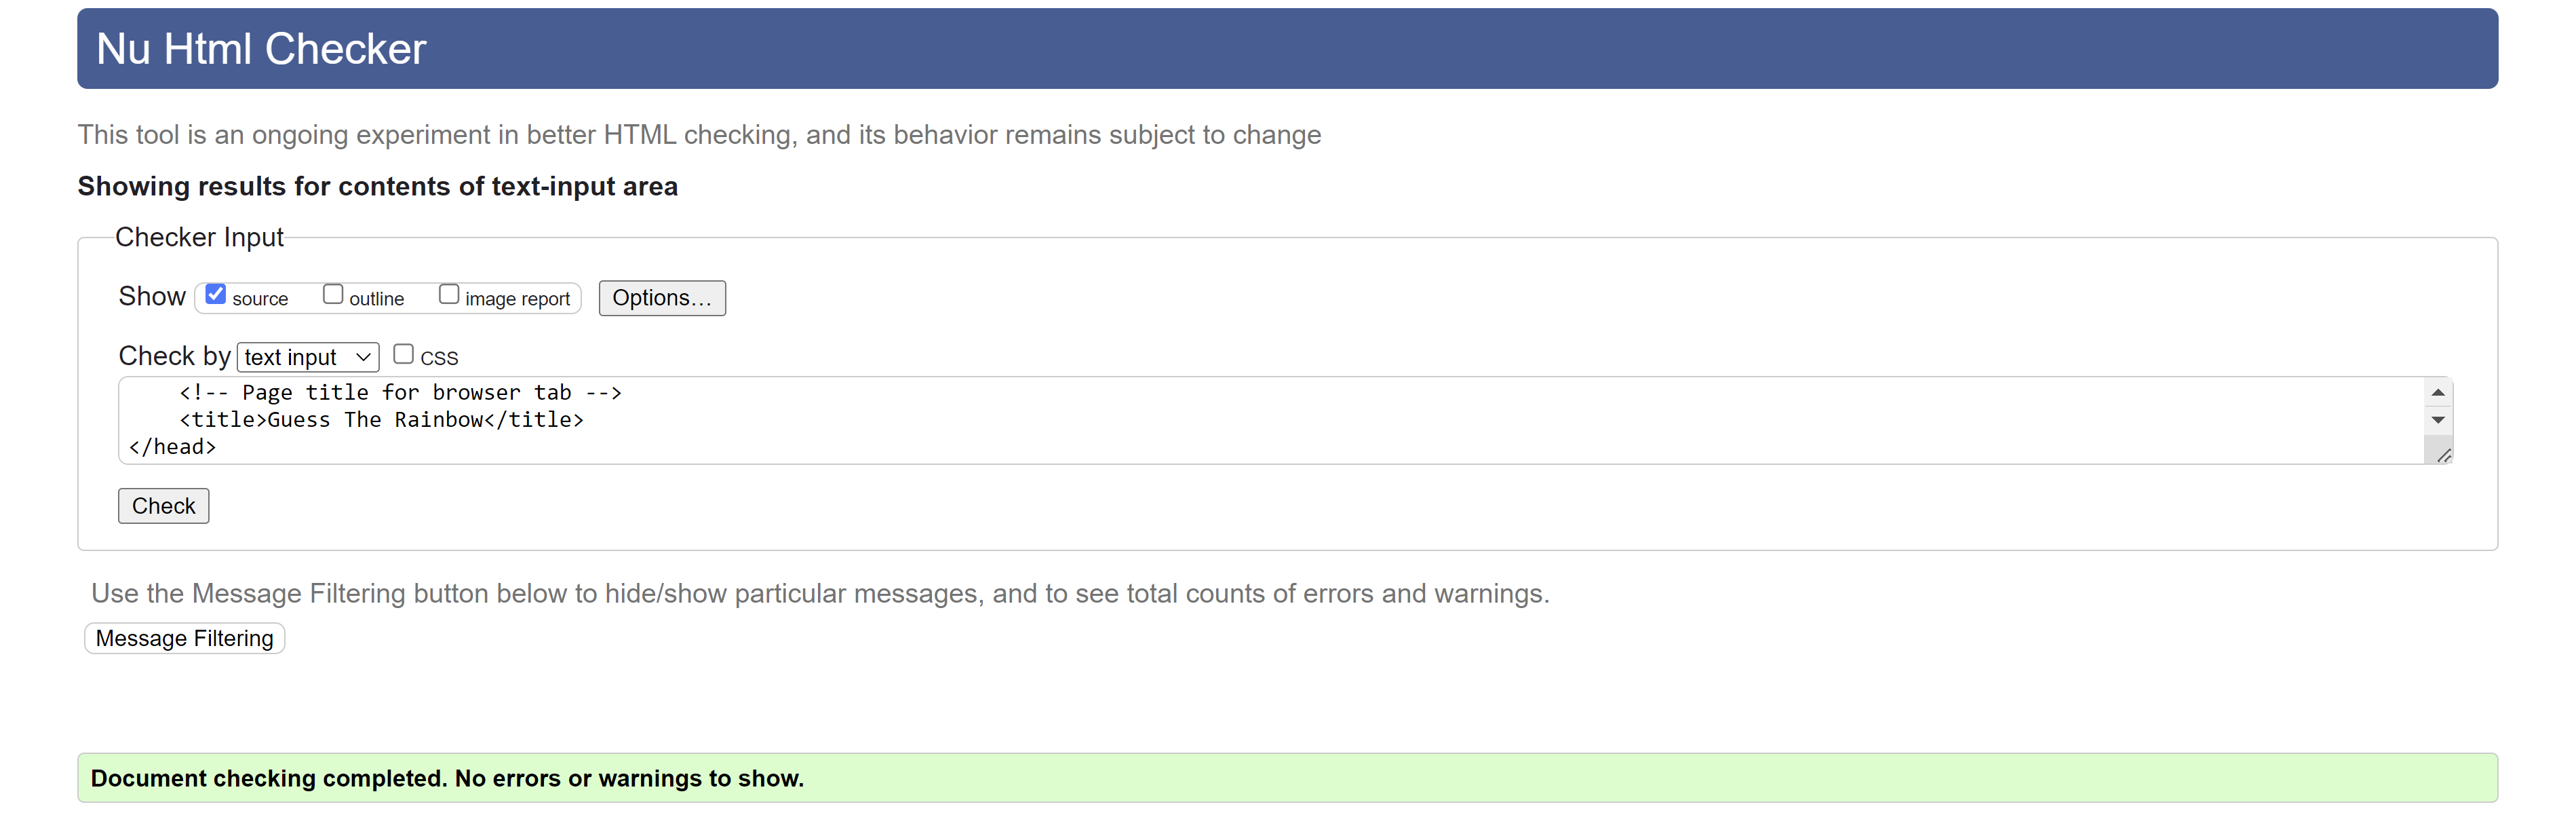 Nu Html Checker
This tool is an ongoing experiment in better HTML checking, and its behavior remains subject to change
Showing results for contents of text-input area
Checker Input
Show source outline image report Options...
Check by text input CSS
<!-- Page title for browser tab -->
<title>Guess The Rainbow</title>
</head>
Check
Use the Message Filtering button below to hide/show particular messages, and to see total counts of errors and warnings.
Message Filtering
Document checking completed. No errors or warnings to show.